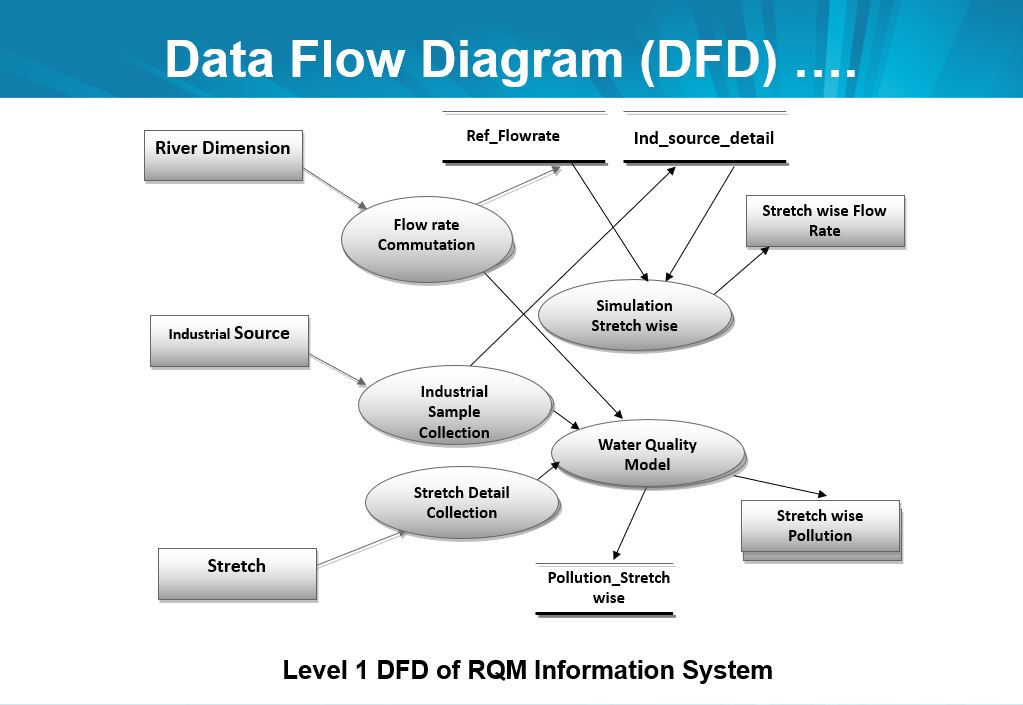 Data Flow Diagram (DFD) ....
Ref_Flowrate
Ind_source_detail
River Dimension
Stretch wise Flow
Rate
Flow rate
Commutation
Simulation
Stretch wise
Industrial Source
Industrial
Sample
Collection
Water Quality
Model
Stretch Detail
Collection
Stretch wise
Pollution
Stretch
Pollution_Stretch
wise
Level 1 DFD of RQM Information System